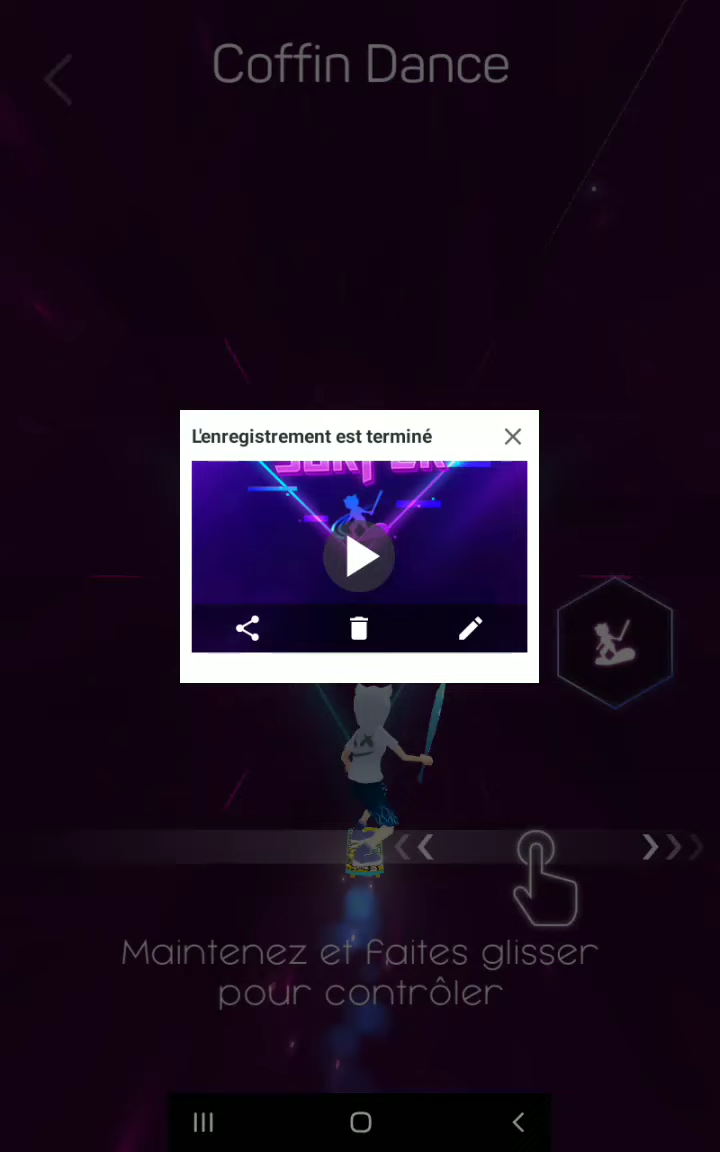 Coffin Dance
L'enregistrement est terminé
Maintenez et faites glisser
pour contrôler